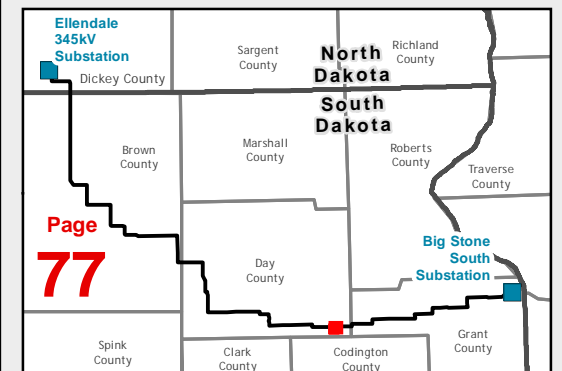 Ellendale
345kV
Substation
Dickey County
Sargent
County
North
Dakota
Richland
County
South
Dakota
Brown
County
Marshall
County
Roberts
County
Traverse
County
Page
77
Day
County
Big Stone
South
Substation
Grant
County
Spink
County
Clark
County
Codington
County